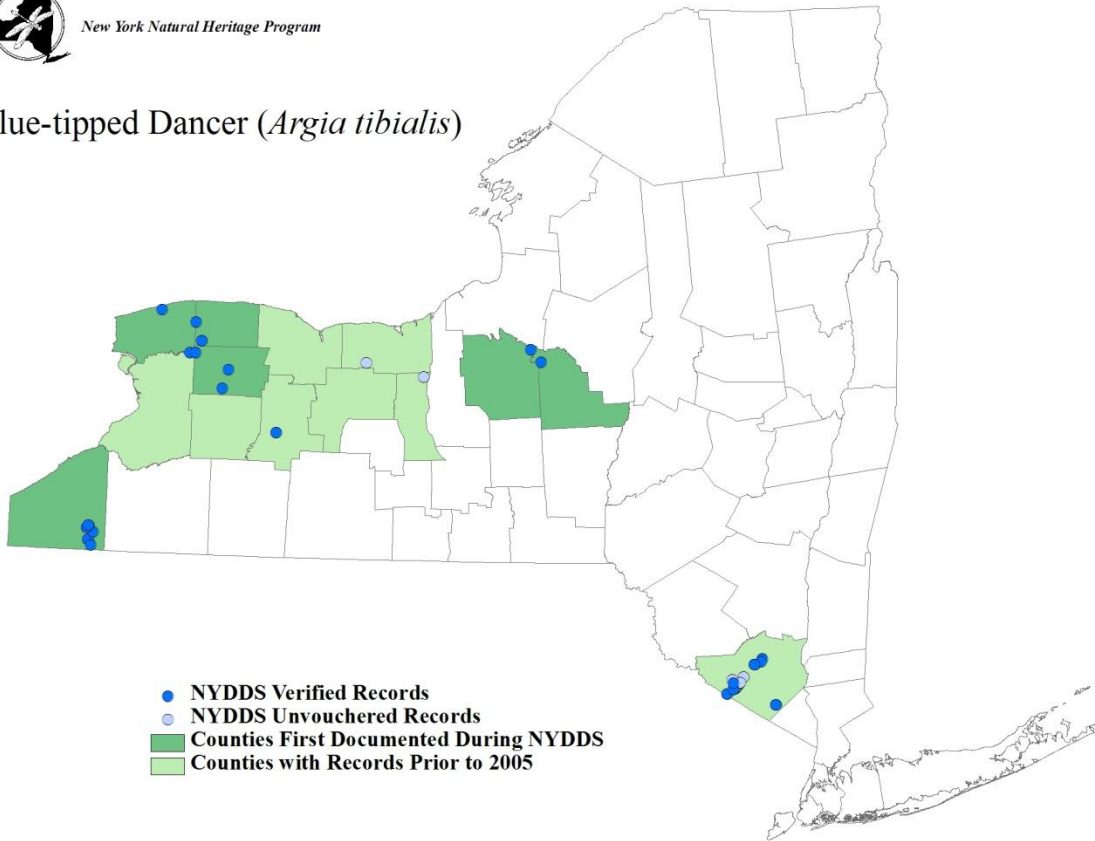 New York Natural Heritage Program
lue-tipped Dancer (Argia tibialis)
NYDDS Verified Records
NYDDS Unvouchered Records
Counties First Documented During NYDDS
Counties with Records Prior to 2005